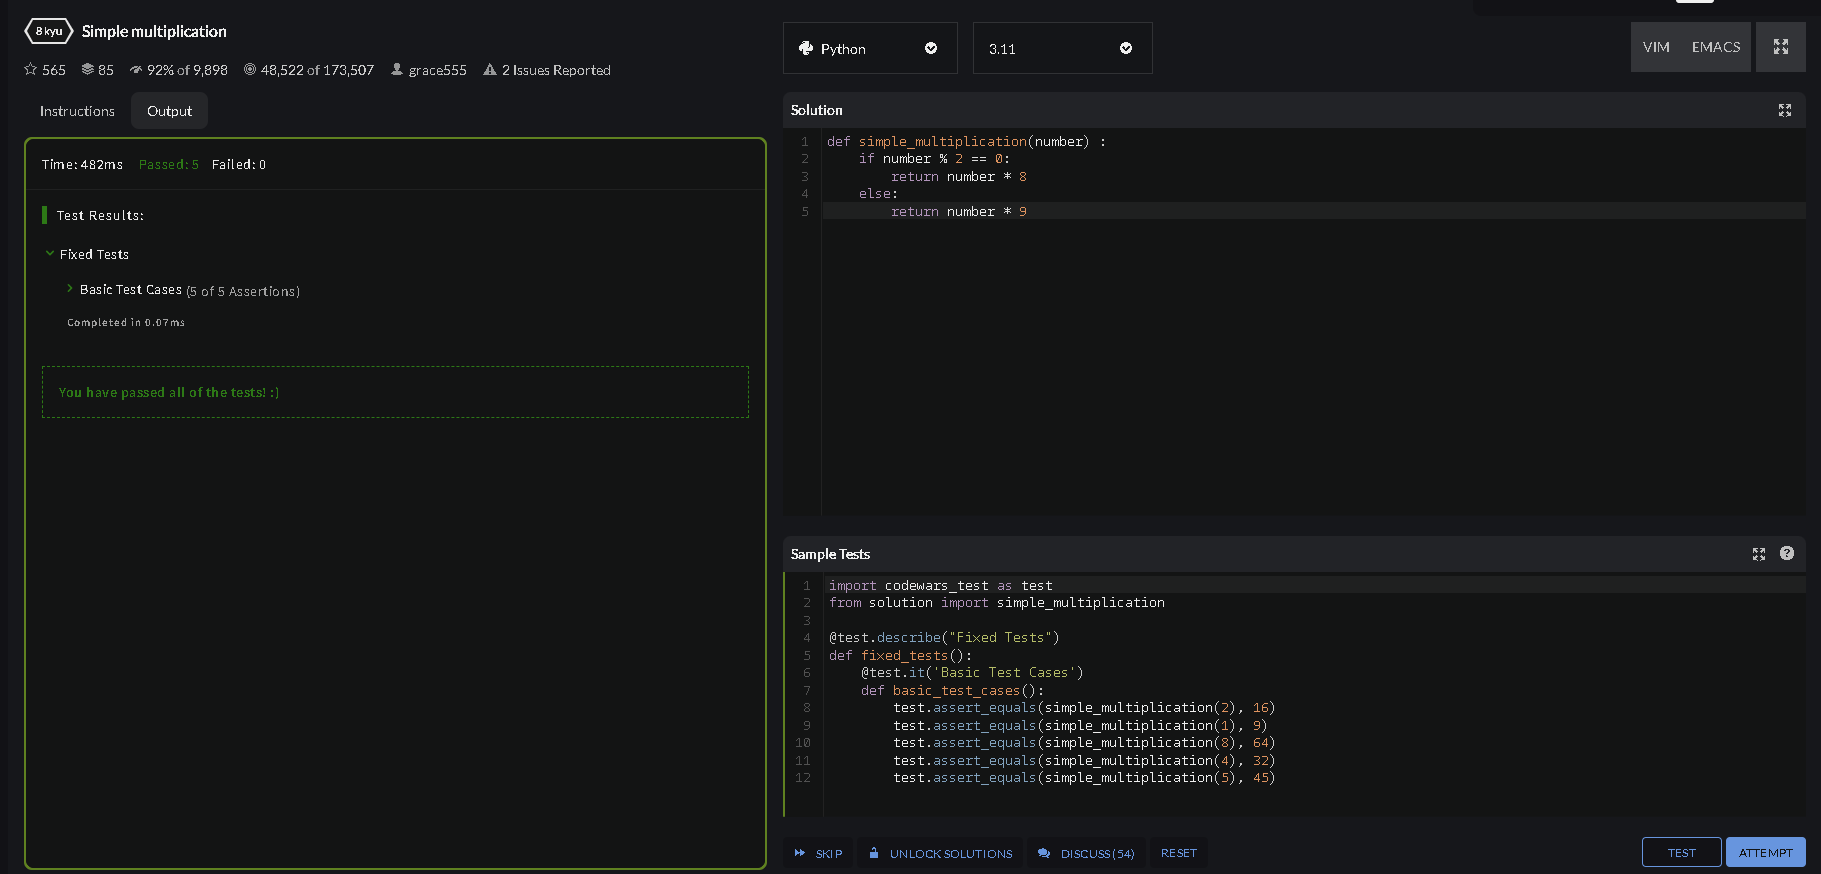 8 kyu Simple multiplication
565 85 92% of 9,898 48,522 of 173,507 grace555 2 Issues Reported
Instructions Output
Time: 482ms Passed: 5 Failed: 0
Test Results:
Fixed Tests
Basic Test Cases (5 of 5 Assertions)
Completed in 0.07ms
You have passed all of the tests! :)
Python 3.11 VIM EMACS
Solution
1 def simple_multiplication(number) :
2 if number % 2 == 0:
3 return number * 8
4 else:
5 return number * 9
Sample Tests
1 import codewars_test as test
2 from solution import simple_multiplication
3
4 @test.describe("Fixed Tests")
5 def fixed_tests():
6 @test.it('Basic Test Cases')
7 def basic_test_cases():
8 test.assert_equals(simple_multiplication(2), 16)
9 test.assert_equals(simple_multiplication(1), 9)
10 test.assert_equals(simple_multiplication(8), 64)
11 test.assert_equals(simple_multiplication(4), 32)
12 test.assert_equals(simple_multiplication(5), 45)
SKIP UNLOCK SOLUTIONS DISCUSS (54) RESET TEST ATTEMPT